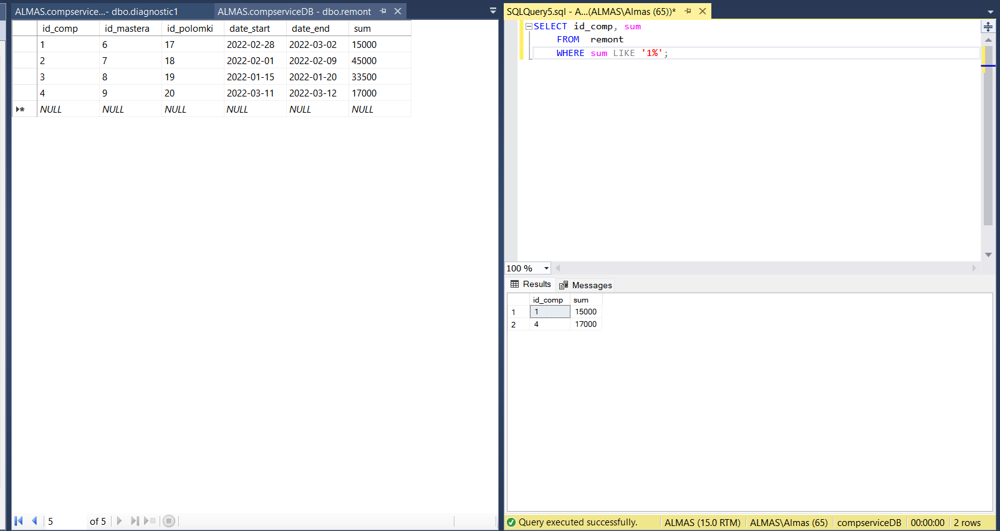 ALMAS.compservice...- dbo.diagnostic1
ALMAS.compserviceDB - dbo.remont
id_comp id_mastera id_polomki date_start date_end sum
1 6 17 2022-02-28 2022-03-02 15000
2 7 18 2022-02-01 2022-02-09 45000
3 8 19 2022-01-15 2022-01-20 33500
4 9 20 2022-03-11 2022-03-12 17000
NULL NULL NULL NULL NULL NULL
5 of 5
SQLQuery5.sql - A...(ALMAS\Almas (65))*
SELECT id_comp, sum
FROM remont
WHERE sum LIKE '1%';
100 %
Results Messages
id_comp sum
1 1 15000
2 4 17000
Query executed successfully. ALMAS (15.0 RTM) ALMAS\Almas (65) compserviceDB 00:00:00 2 rows